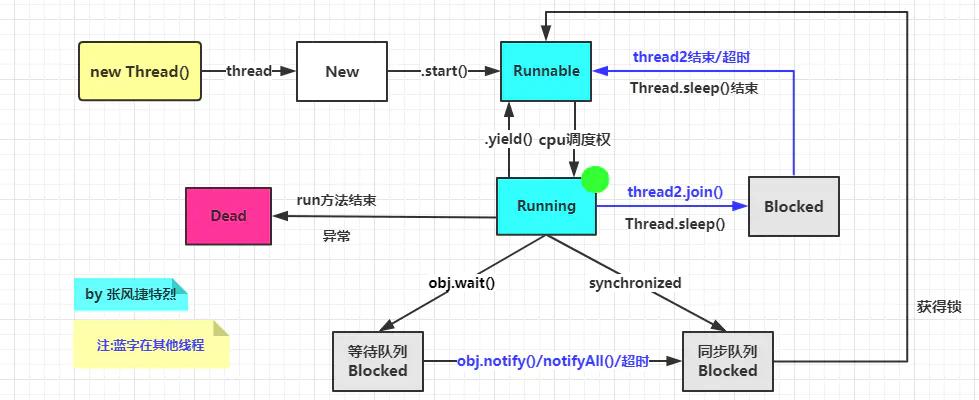 new Thread()
thread
New
.start()
Runnable
thread2结束/超时
Thread.sleep()结束
.yield()
cpu调度权
Dead
run方法结束
异常
Running
thread2.join()
Thread.sleep()
Blocked
obj.wait()
synchronized
by 张风捷特烈
注:蓝字在其他线程
获得锁
等待队列
Blocked
obj.notify()/notifyAll()/超时
同步队列
Blocked